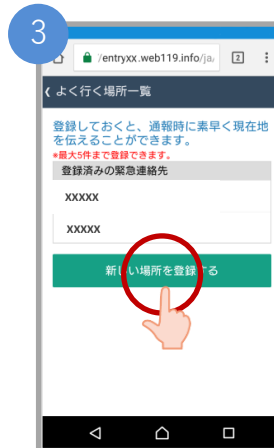 3
/entryxx.web119.info/ja/
2
よく行く場所一覧
登録しておくと、通報時に素早く現在地
を伝えることができます。
*最大5件まで登録できます。
登録済みの緊急連絡先
XXXXX
XXXXX
新しい場所を登録する